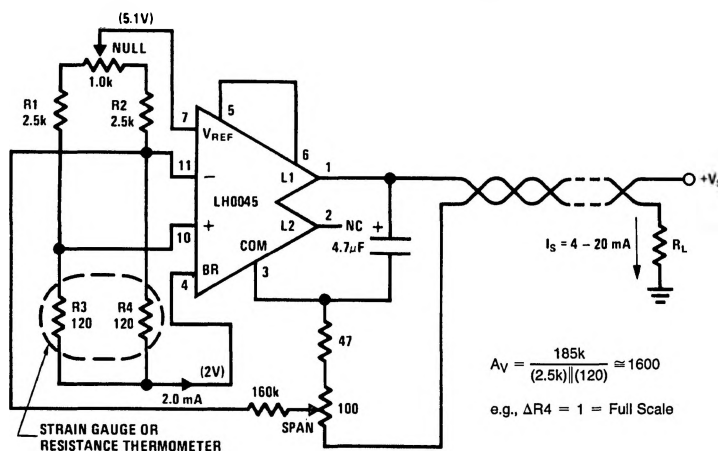 (5.1V)
NULL
1.0k
R1
2.5k
R2
2.5k
5
7
VREF
6
11
−
L1
1
LH0045
+
10
L2
2
NC
+
COM
BR
4
3
4.7µF
+V
IS = 4 – 20 mA
RL
R3
120
R4
120
47
(2V)
2.0 mA
160k
100
SPAN
STRAIN GAUGE OR
RESISTANCE THERMOMETER
AV = 185k / (2.5k)||(120) ≅ 1600
e.g., ΔR4 = 1 = Full Scale